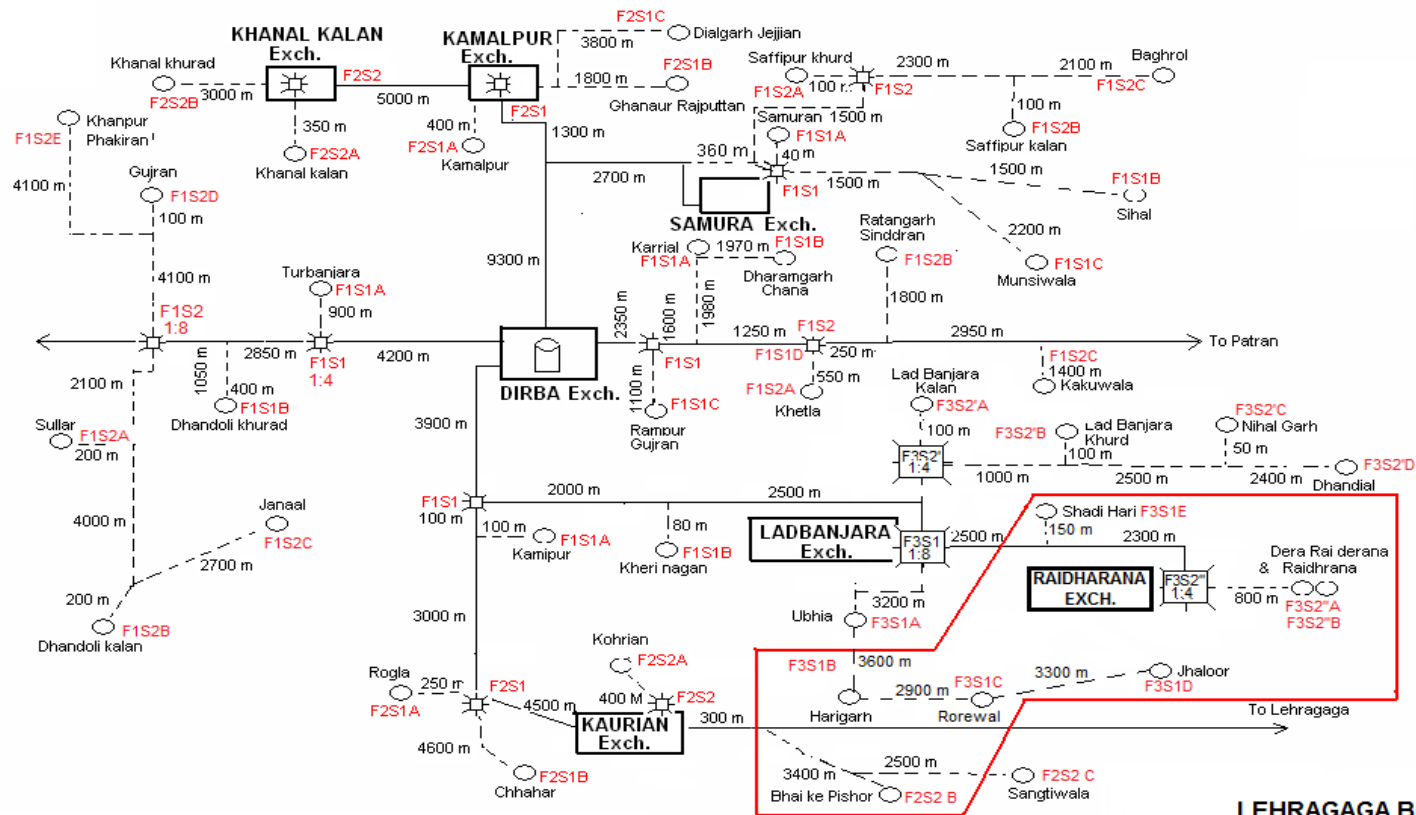 F2S1C
Dialgarh Jejjian
3800 m
KHANAL KALAN
Exch.
KAMALPUR
Exch.
Khanal khurad
F2S2
F2S2B
3000 m
5000 m
1800 m
F2S1B
Ghanaur Rajputtan
F2S1
Saffipur khurd
F1S2A
F1S2
2300 m
2100 m
Baghrol
F1S2C
100 m
F1S2B
Saffipur kalan
1500 m
Samuran
F1S1A
40 m
360 m
F1S1
2700 m
1300 m
SAMURA Exch.
1500 m
1500 m
F1S1B
Sihal
2200 m
F1S1C
Munsiwala
Khanpur
Phakiran
F1S2E
350 m
F2S2A
Khanal kalan
400 m
F2S1A
Kamalpur
4100 m
Gujran
F1S2D
100 m
4100 m
9300 m
Karrial
F1S1A
1970 m
F1S1B
Dharamgarh
Chana
Ratangarh
Sinddran
F1S2B
1800 m
Turbanjara
F1S1A
900 m
F1S2
1:8
2850 m
F1S1
1:4
4200 m
DIRBA Exch.
2350 m
1600 m
1980 m
F1S1
1250 m
F1S2
F1S1D
250 m
2950 m
To Patran
F1S2C
1400 m
Kakuwala
550 m
F1S2A
Khetla
1100 m
F1S1C
Rampur
Gujran
1050 m
400 m
F1S1B
Dhandoli khurad
2100 m
Sullar
F1S2A
200 m
4000 m
Janaal
F1S2C
2700 m
200 m
F1S2B
Dhandoli kalan
3900 m
F1S1
100 m
100 m
F1S1A
Kamipur
2000 m
80 m
F1S1B
Kheri nagan
2500 m
Lad Banjara
Kalan
F3S2'A
100 m
F3S2'
1:4
F3S2'B
Lad Banjara
Khurd
100 m
F3S2'C
Nihal Garh
50 m
1000 m
2500 m
2400 m
F3S2'D
Dhandial
LADBANJARA
Exch.
F3S1
1:8
2500 m
Shadi Hari F3S1E
150 m
2300 m
RAIDHARANA
EXCH.
F3S2"
1:4
Dera Rai derana
& Raidhrana
800 m
F3S2"A
F3S2"B
3200 m
Ubhia
F3S1A
3000 m
F3S1B
3600 m
Harigarh
2900 m
F3S1C
Rorewal
3300 m
Jhaloor
F3S1D
Kohrian
F2S2A
400 M
F2S2
Rogla
250 m
F2S1A
F2S1
4500 m
KAURIAN
Exch.
300 m
To Lehragaga
4600 m
F2S1B
Chhahar
3400 m
Bhai ke Pishor
F2S2 B
2500 m
F2S2 C
Sangtiwala
LEHRAGAGA B